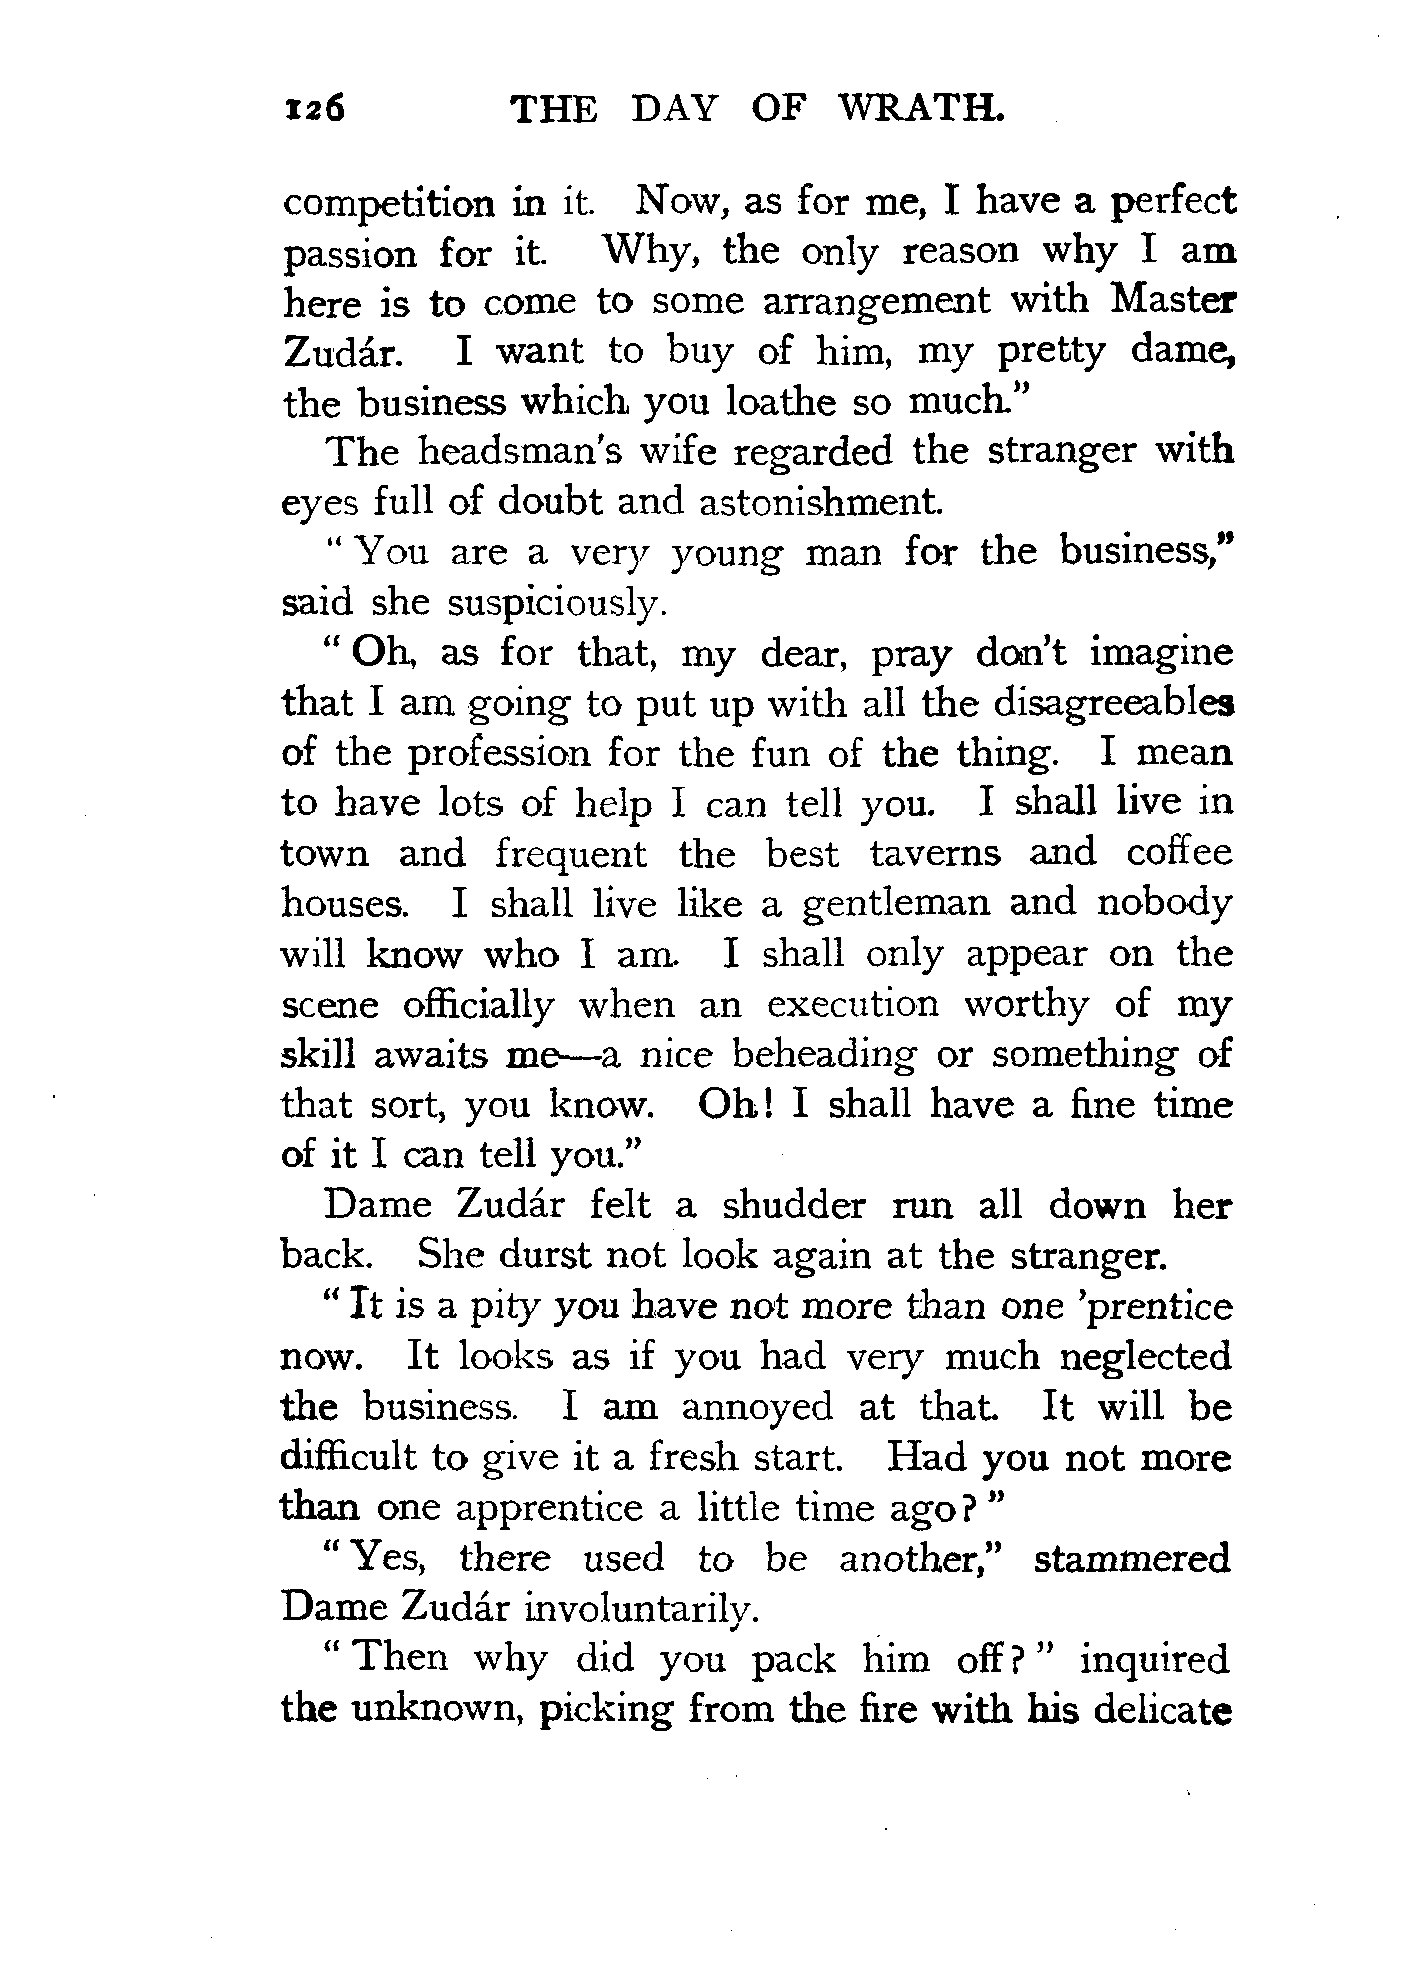 126 THE DAY OF WRATH.
competition in it. Now, as for me, I have a perfect
passion for it. Why, the only reason why I am
here is to come to some arrangement with Master
Zudár. I want to buy of him, my pretty dame,
the business which you loathe so much."
The headsman's wife regarded the stranger with
eyes full of doubt and astonishment.
"You are a very young man for the business,"
said she suspiciously.
"Oh, as for that, my dear, pray don't imagine
that I am going to put up with all the disagreeables
of the profession for the fun of the thing. I mean
to have lots of help I can tell you. I shall live in
town and frequent the best taverns and coffee
houses. I shall live like a gentleman and nobody
will know who I am. I shall only appear on the
scene officially when an execution worthy of my
skill awaits me—a nice beheading or something of
that sort, you know. Oh! I shall have a fine time
of it I can tell you."
Dame Zudár felt a shudder run all down her
back. She durst not look again at the stranger.
"It is a pity you have not more than one 'prentice
now. It looks as if you had very much neglected
the business. I am annoyed at that. It will be
difficult to give it a fresh start. Had you not more
than one apprentice a little time ago?"
"Yes, there used to be another," stammered
Dame Zudár involuntarily.
"Then why did you pack him off?" inquired
the unknown, picking from the fire with his delicate